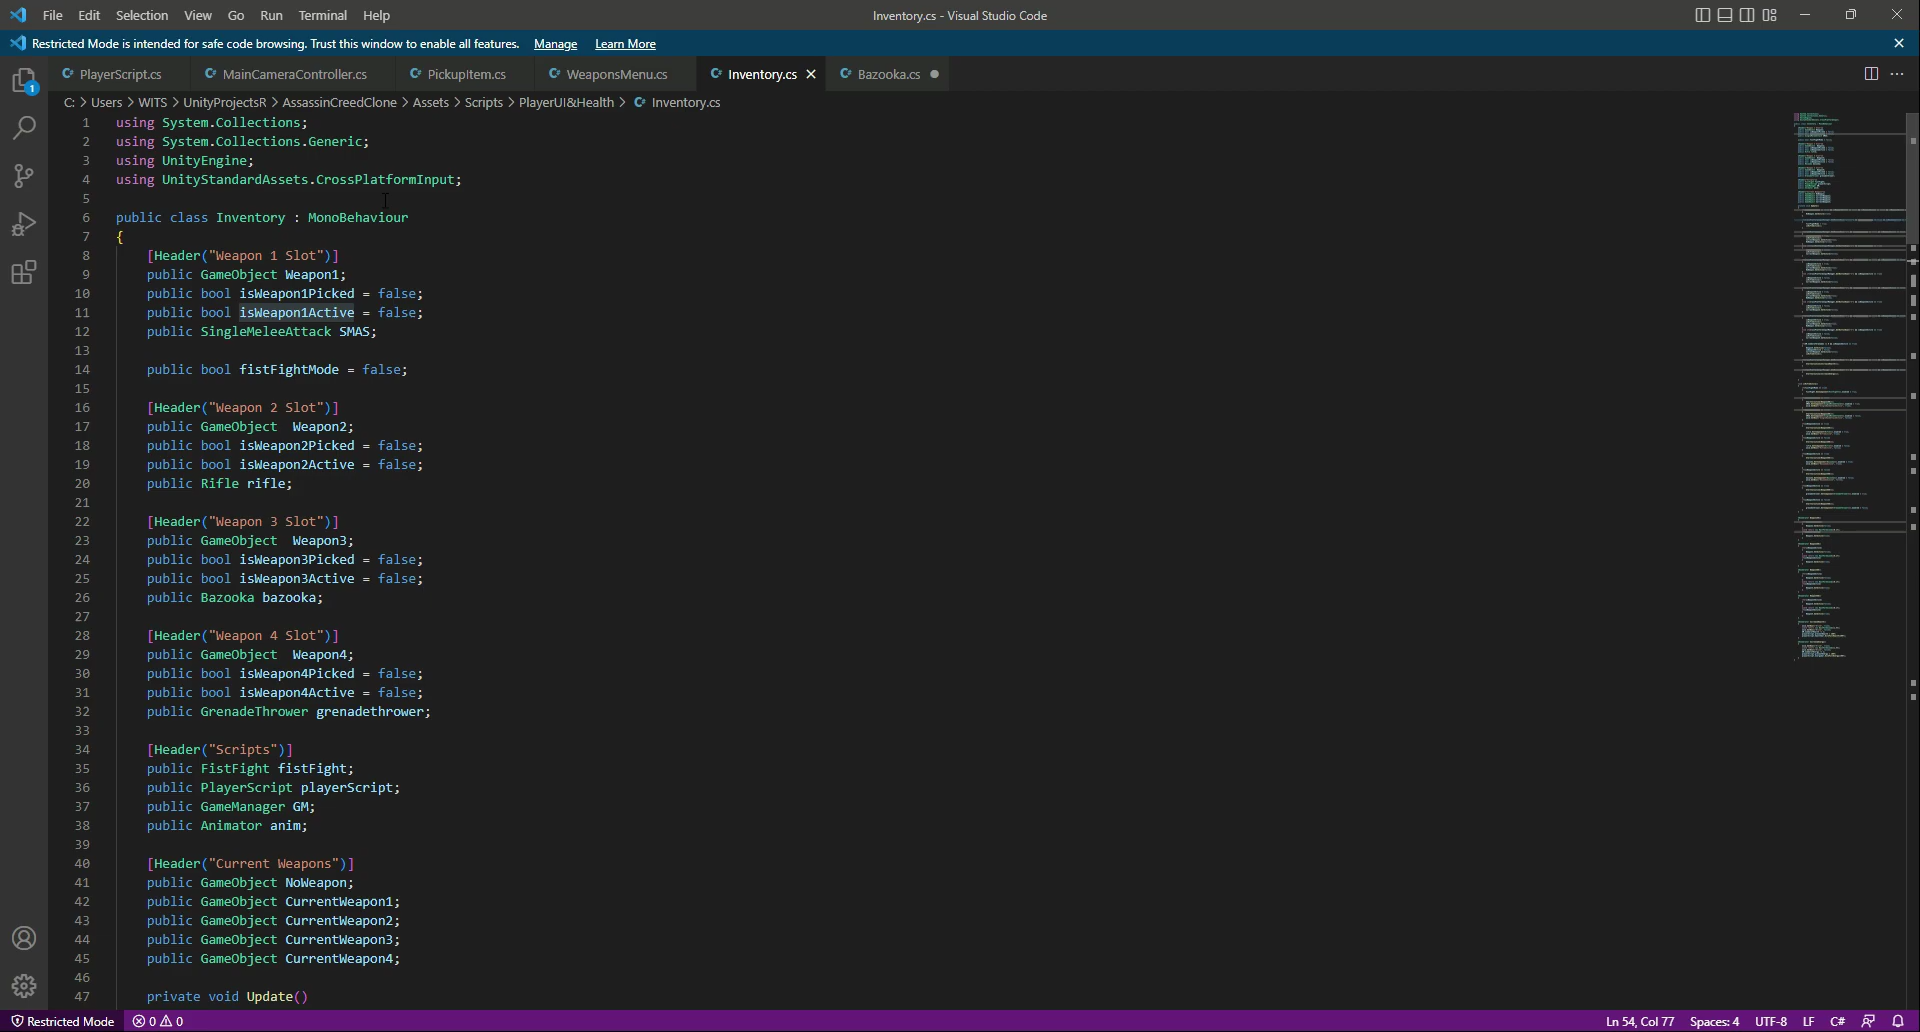 File Edit Selection View Go Run Terminal Help
Inventory.cs - Visual Studio Code
Restricted Mode is intended for safe code browsing. Trust this window to enable all features. Manage Learn More
PlayerScript.cs MainCameraController.cs PickupItem.cs WeaponsMenu.cs Inventory.cs Bazooka.cs
1
C: > Users > WITS > UnityProjectsR > AssassinCreedClone > Assets > Scripts > PlayerUI&Health > Inventory.cs
1 using System.Collections;
2 using System.Collections.Generic;
3 using UnityEngine;
4 using UnityStandardAssets.CrossPlatformInput;
5
6 public class Inventory : MonoBehaviour
7 {
8 [Header("Weapon 1 Slot")]
9 public GameObject Weapon1;
10 public bool isWeapon1Picked = false;
11 public bool isWeapon1Active = false;
12 public SingleMeleeAttack SMAS;
13
14 public bool fistFightMode = false;
15
16 [Header("Weapon 2 Slot")]
17 public GameObject  Weapon2;
18 public bool isWeapon2Picked = false;
19 public bool isWeapon2Active = false;
20 public Rifle rifle;
21
22 [Header("Weapon 3 Slot")]
23 public GameObject  Weapon3;
24 public bool isWeapon3Picked = false;
25 public bool isWeapon3Active = false;
26 public Bazooka bazooka;
27
28 [Header("Weapon 4 Slot")]
29 public GameObject  Weapon4;
30 public bool isWeapon4Picked = false;
31 public bool isWeapon4Active = false;
32 public GrenadeThrower grenadethrower;
33
34 [Header("Scripts")]
35 public FistFight fistFight;
36 public PlayerScript playerScript;
37 public GameManager GM;
38 public Animator anim;
39
40 [Header("Current Weapons")]
41 public GameObject NoWeapon;
42 public GameObject CurrentWeapon1;
43 public GameObject CurrentWeapon2;
44 public GameObject CurrentWeapon3;
45 public GameObject CurrentWeapon4;
46
47 private void Update()
Restricted Mode 0 0 Ln 54, Col 77 Spaces: 4 UTF-8 LF C#